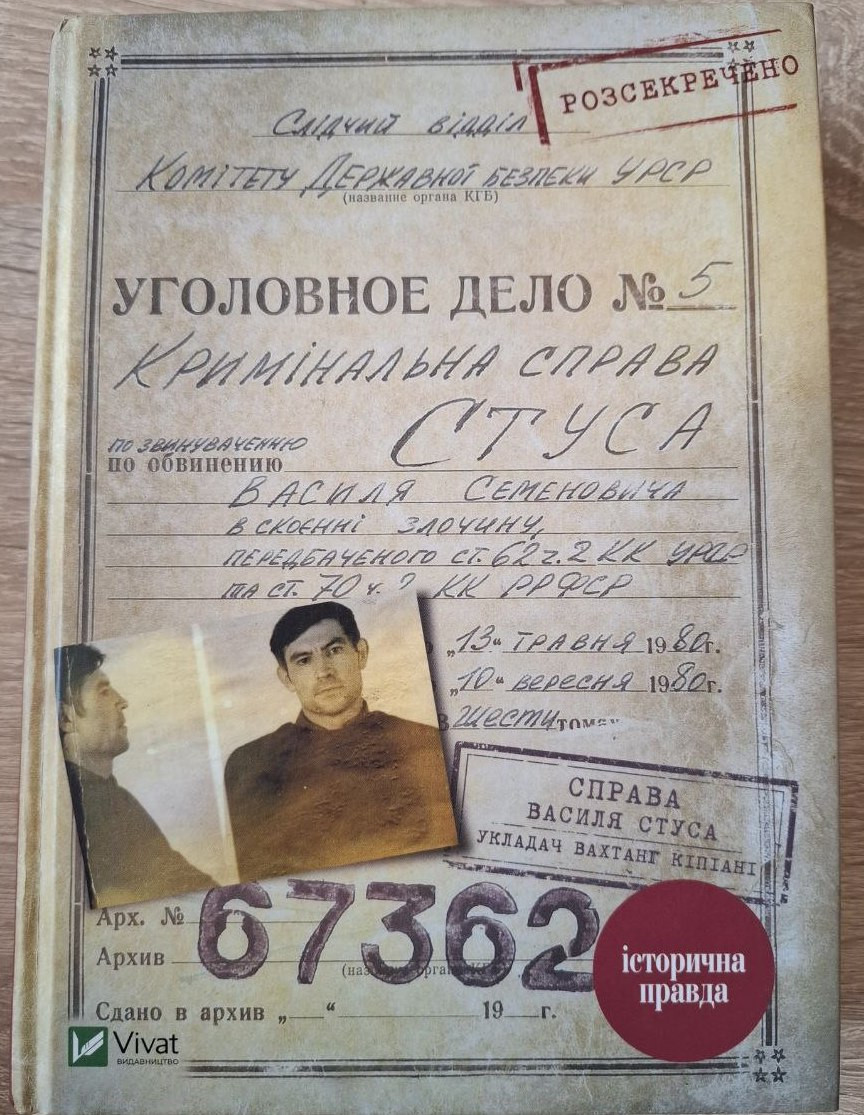 РОЗСЕКРЕЧЕНО
Слідчий відділ
Комітету Державної безпеки УРСР
(название органа КГБ)
УГОЛОВНОЕ ДЕЛО № 5
Кримінальна справа
по звинуваченню
по обвинению Стуса
Василя Семеновича
в скоєнні злочину,
передбаченого ст. 62 ч. 2 КК УРСР
та ст. 70 ч. 2 КК РРФСР
„13“ травня 1980г.
„10“ вересня 1980г.
в шести
СПРАВА
ВАСИЛЯ СТУСА
УКЛАДАЧ ВАХТАНГ КІПІАНІ
Арх. № 67362
Архив
Сдано в архив „ “ 19 г.
історична
правда
Vivat
ВИДАВНИЦТВО